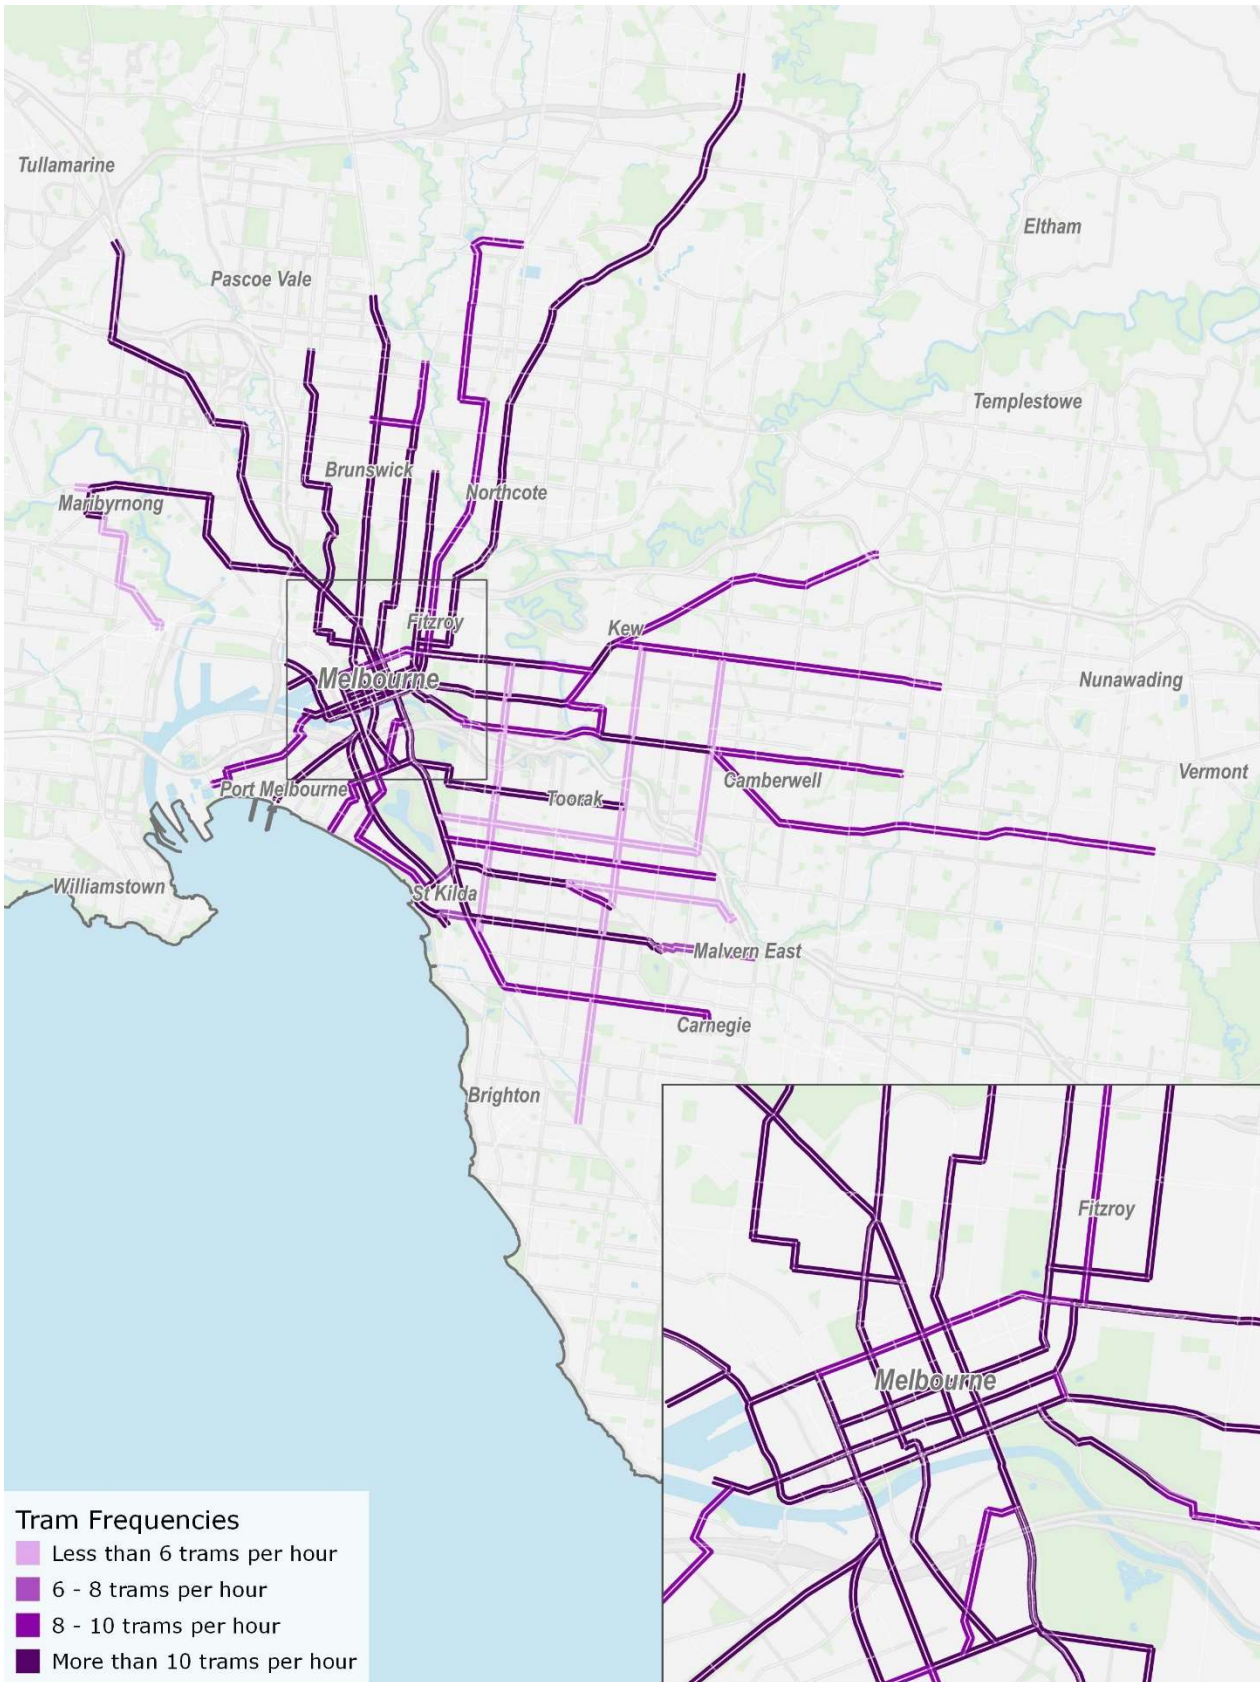 Tullamarine
Eltham
Pascoe Vale
Templestowe
Brunswick
Northcote
Maribyrnong
Fitzroy
Kew
Melbourne
Nunawading
Vermont
Camberwell
Port Melbourne
Toorak
Williamstown
St Kilda
Malvern East
Carnegie
Brighton
Fitzroy
Melbourne
Tram Frequencies
Less than 6 trams per hour
6 - 8 trams per hour
8 - 10 trams per hour
More than 10 trams per hour